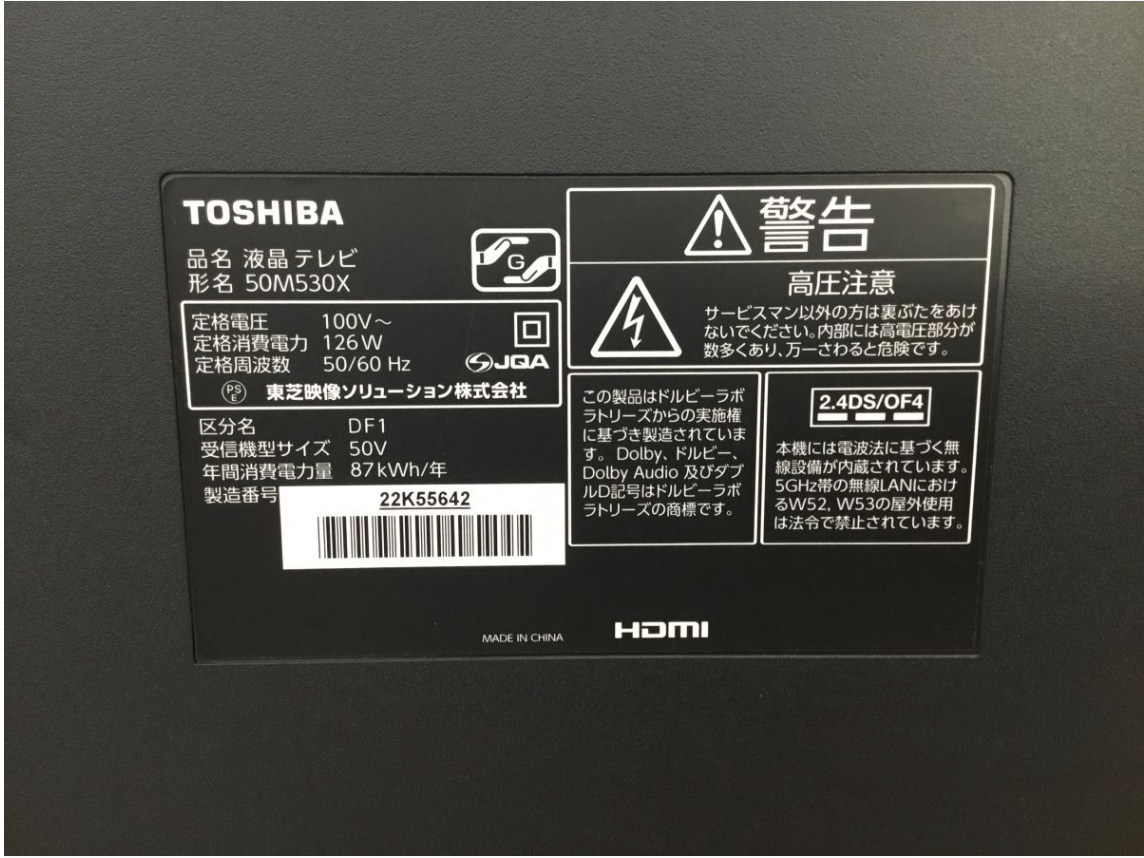 TOSHIBA
品名 液晶テレビ
形名 50M530X
G
定格電圧 100V～
定格消費電力 126W
定格周波数 50/60 Hz
JQA
PS
E
東芝映像ソリューション株式会社
区分名 DF1
受信機型サイズ 50V
年間消費電力量 87kWh/年
製造番号
22K55642
MADE IN CHINA
警告
高圧注意
サービスマン以外の方は裏ぶたをあけ
ないでください。内部には高電圧部分が
数多くあり、万一さわると危険です。
この製品はドルビーラボ
ラトリーズからの実施権
に基づき製造されていま
す。Dolby、ドルビー、
Dolby Audio 及びダブ
ルD記号はドルビーラボ
ラトリーズの商標です。
2.4DS/OF4
本機には電波法に基づく無
線設備が内蔵されています。
5GHz帯の無線LANにおけ
るW52, W53の屋外使用
は法令で禁止されています。
HDMI